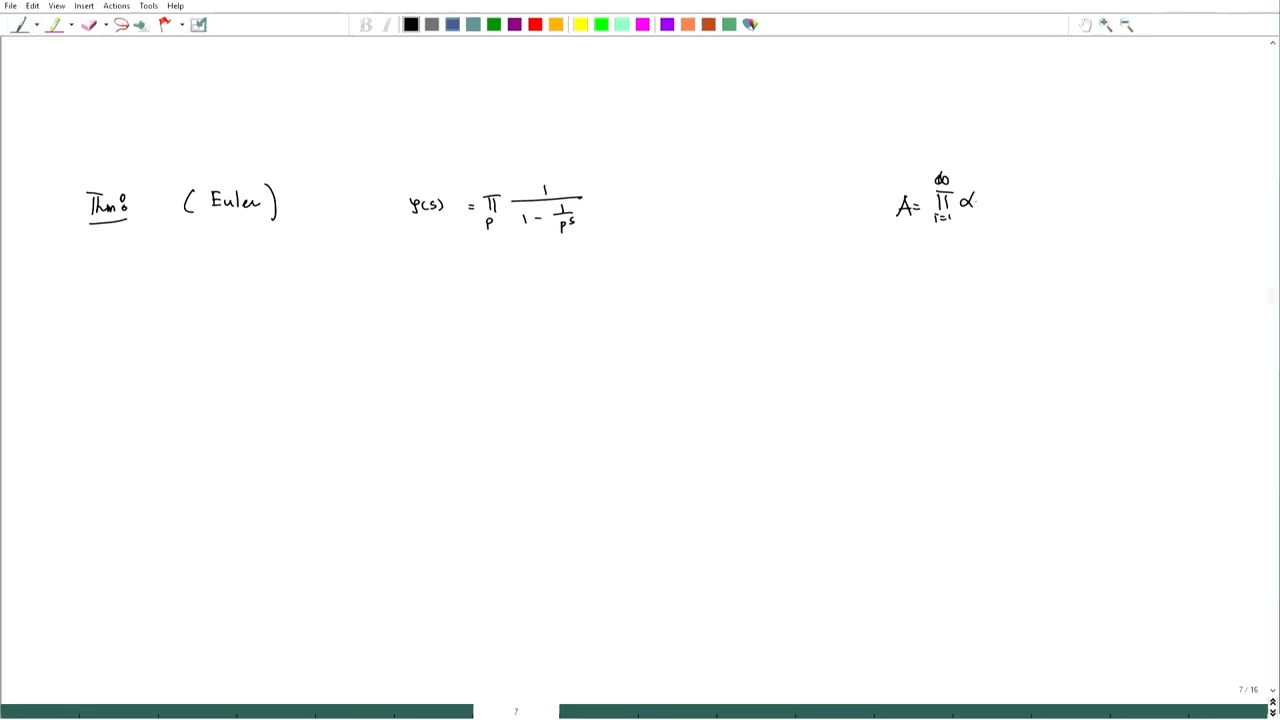 File Edit View Insert Actions Tools Help
B I
Thm: (Euler) ζ(s) = ∏_p 1/(1 - 1/p^s) A = ∏_{i=1}^∞ α
7 / 16
7